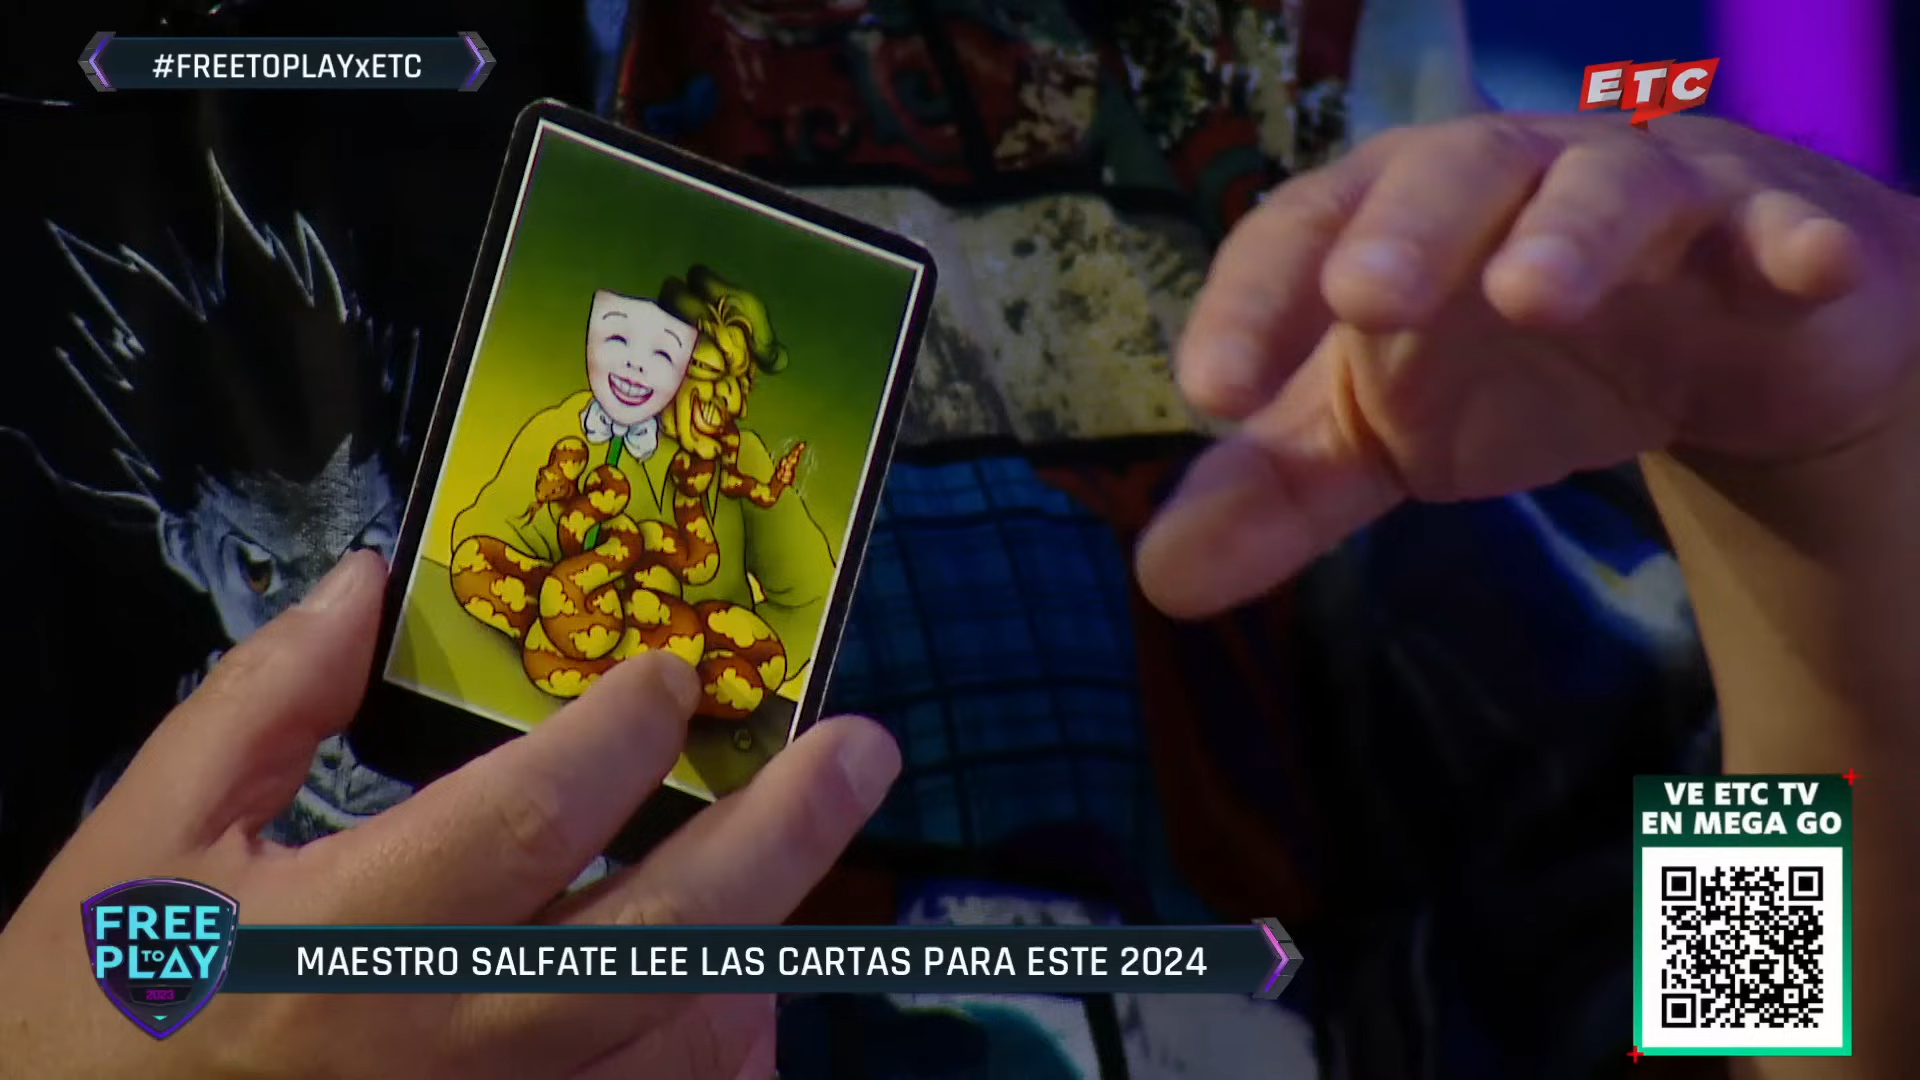 #FREETOPLAYxETC
ETC
VE ETC TV
EN MEGA GO
FREE
TO
PLAY
2023
MAESTRO SALFATE LEE LAS CARTAS PARA ESTE 2024